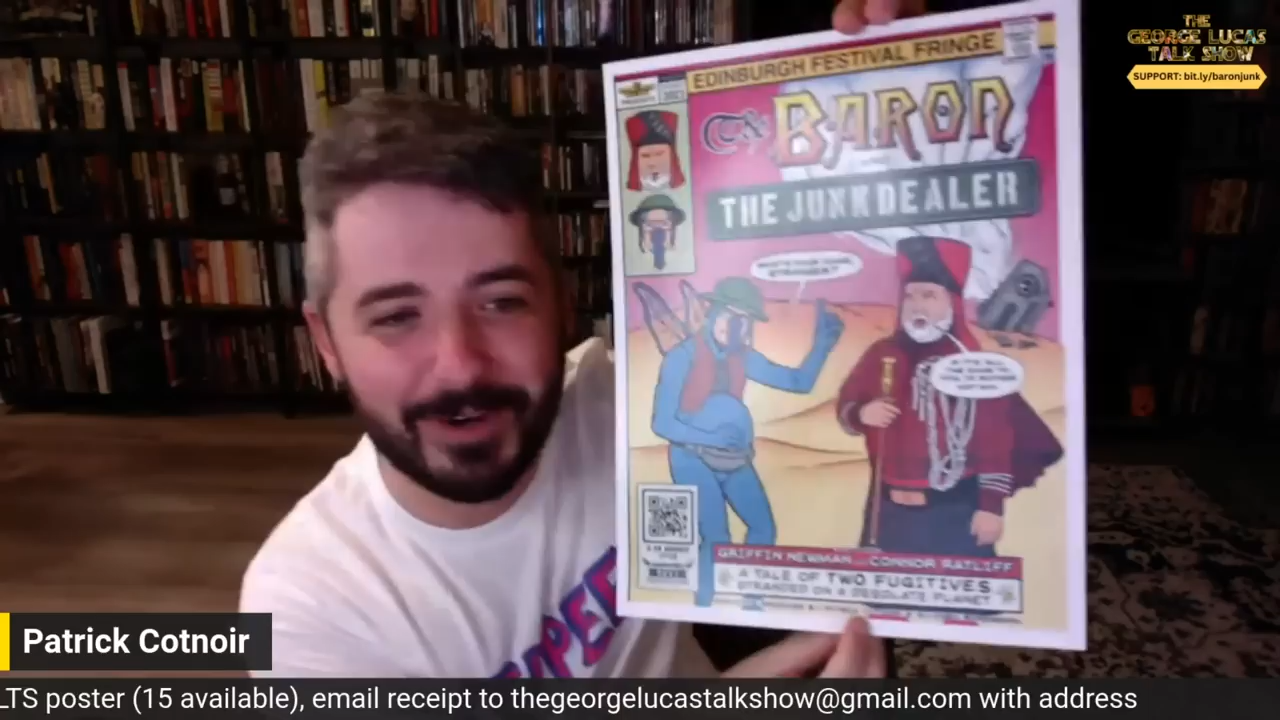 THE
GEORGE LUCAS
TALK SHOW
SUPPORT: bit.ly/baronjunk
EDINBURGH FESTIVAL FRINGE
The BARON
THE JUNK DEALER
GRIFFIN NEWMAN CONNOR RATLIFF
A TALE OF TWO FUGITIVES
STRANDED ON A DESOLATE PLANET
Patrick Cotnoir
LTS poster (15 available), email receipt to thegeorgelucastalkshow@gmail.com with address